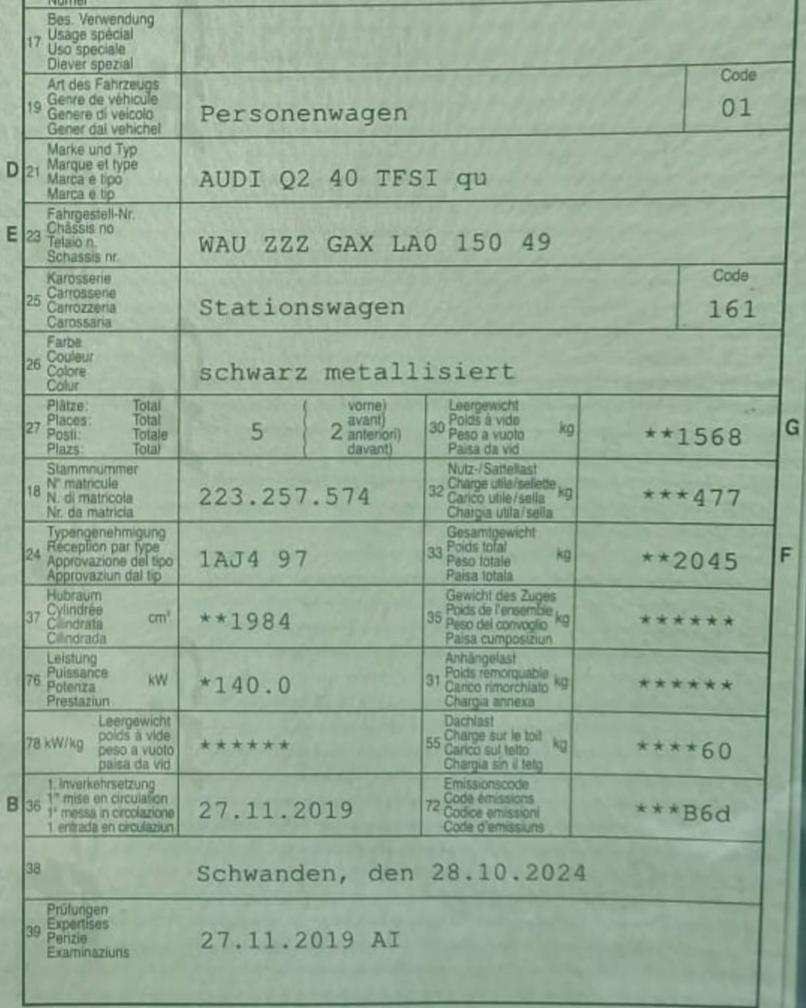 Bes. Verwendung
17 Usage spécial
Uso speciale
Diever spezial
Art des Fahrzeugs
19 Genre de véhicule
Genere di veicolo
Gener dal vehichel
Personenwagen
Code
01
Marke und Typ
D 21 Marque et type
Marca e tipo
Marca e tip
AUDI Q2 40 TFSI qu
Fahrgestell-Nr.
E 23 Châssis no
Telaio n.
Schassis nr.
WAU ZZZ GAX LA0 150 49
Karosserie
25 Carrosserie
Carrozzeria
Carossaria
Stationswagen
Code
161
Farbe
26 Couleur
Colore
Colur
schwarz metallisiert
Plätze: Total
27 Places: Total
Posti: Totale
Plazs: Total
5
( vorne)
avant)
2 anteriori)
( davant)
Leergewicht
30 Poids à vide kg
Peso a vuoto
Paisa da vid
**1568
G
Stammnummer
18 N° matricule
N. di matricola
Nr. da matricla
223.257.574
Nutz-/Sattellast
32 Charge utile/sellette kg
Carico utile/sella
Chargia utila/sella
***477
Typengenehmigung
24 Réception par type
Approvazione del tipo
Approvaziun dal tip
1AJ4 97
Gesamtgewicht
33 Poids total kg
Peso totale
Paisa totala
**2045
F
Hubraum
37 Cylindrée cm³
Cilindrata
Cilindrada
**1984
Gewicht des Zuges
35 Poids de l'ensemble kg
Peso del convoglio
Paisa cumposiziun
******
Leistung
76 Puissance kW
Potenza
Prestaziun
*140.0
Anhängelast
31 Poids remorquable kg
Carico rimorchiato
Chargia annexa
******
Leergewicht
78 kW/kg poids à vide
peso a vuoto
paisa da vid
******
Dachlast
55 Charge sur le toit kg
Carico sul tetto
Chargia sin il tetg
****60
1. Inverkehrsetzung
B 36 1re mise en circulation
1a messa in circolazione
1. entrada en circulaziun
27.11.2019
Emissionscode
72 Code émissions
Codice emissioni
Code d'emissiuns
***B6d
38 Schwanden, den 28.10.2024
Prüfungen
39 Expertises
Perizie
Examinaziuns
27.11.2019 AI